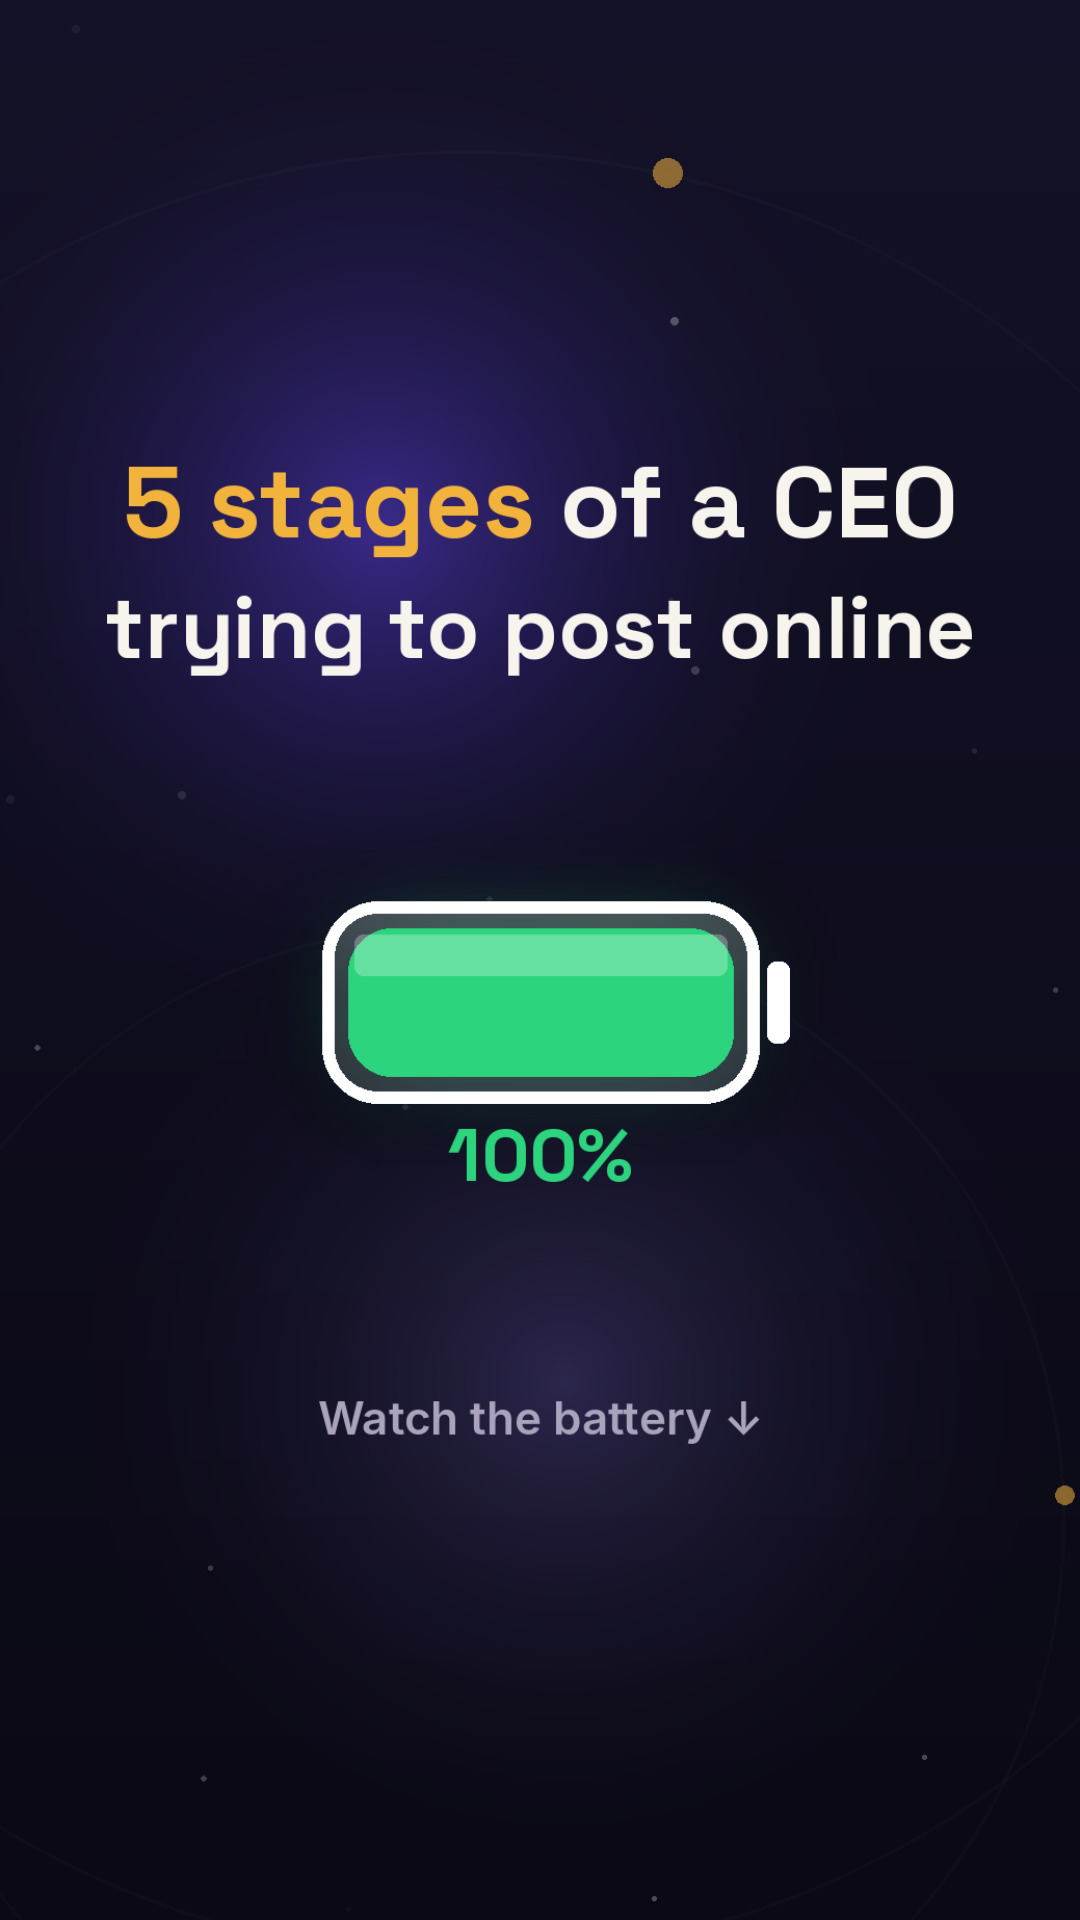 5 stages of a CEO
trying to post online
100%
Watch the battery ↓